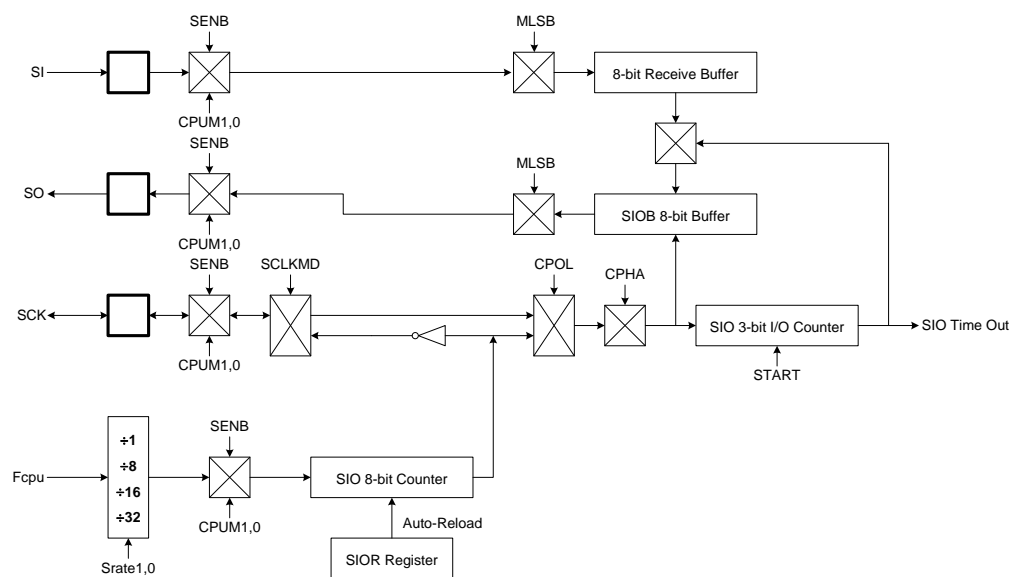 SENB
MLSB
SI
8-bit Receive Buffer
CPUM1,0
SENB
MLSB
SO
SIOB 8-bit Buffer
CPUM1,0
SENB
SCLKMD
CPOL
CPHA
SCK
SIO 3-bit I/O Counter
SIO Time Out
CPUM1,0
START
÷1
SENB
÷8
Fcpu
SIO 8-bit Counter
÷16
÷32
CPUM1,0
Auto-Reload
Srate1,0
SIOR Register